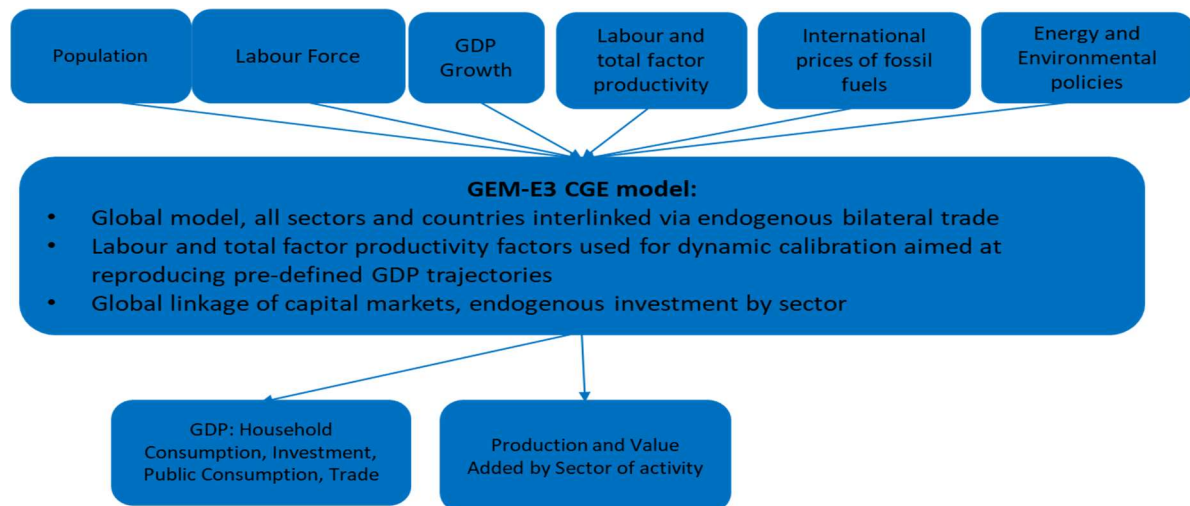 Population
Labour Force
GDP
Growth
Labour and
total factor
productivity
International
prices of fossil
fuels
Energy and
Environmental
policies
GEM-E3 CGE model:
• Global model, all sectors and countries interlinked via endogenous bilateral trade
• Labour and total factor productivity factors used for dynamic calibration aimed at
reproducing pre-defined GDP trajectories
• Global linkage of capital markets, endogenous investment by sector
GDP: Household
Consumption, Investment,
Public Consumption, Trade
Production and Value
Added by Sector of activity